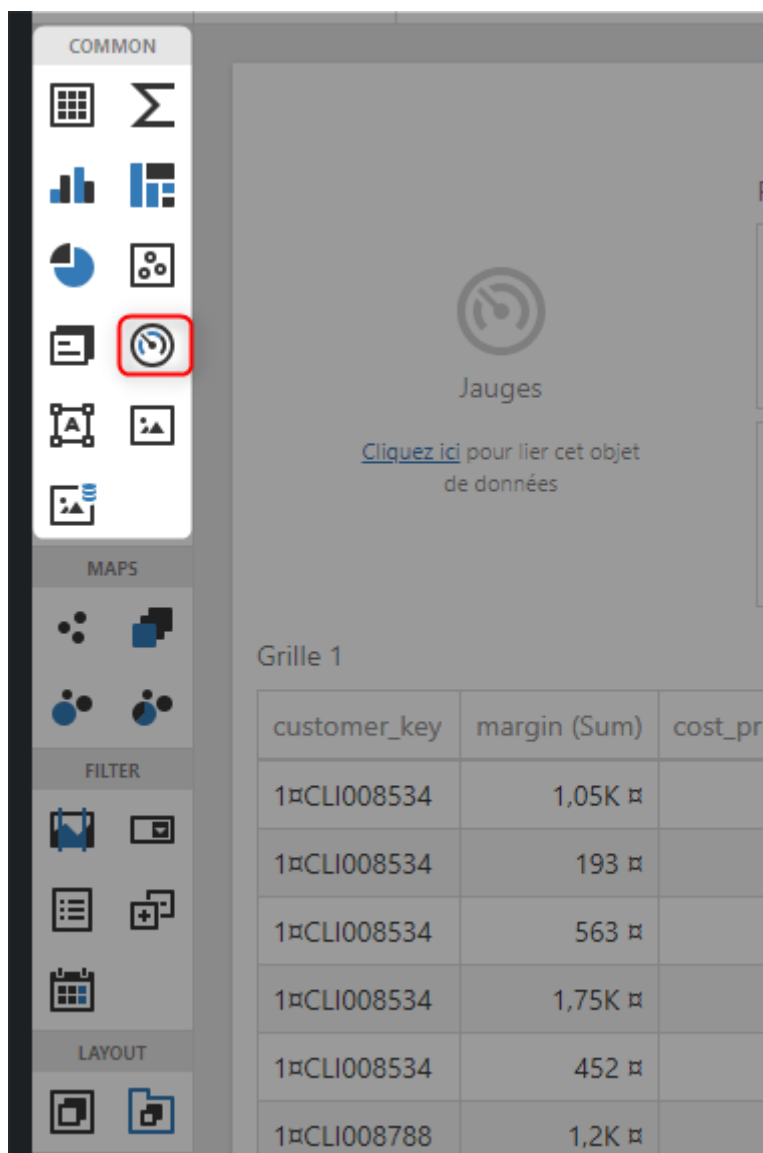 COMMON
Jauges
Cliquez ici pour lier cet objet
de données
MAPS
Grille 1
customer_key margin (Sum) cost_pr
FILTER
1¤CLI008534 1,05K ¤
1¤CLI008534 193 ¤
1¤CLI008534 563 ¤
1¤CLI008534 1,75K ¤
LAYOUT
1¤CLI008534 452 ¤
1¤CLI008788 1,2K ¤